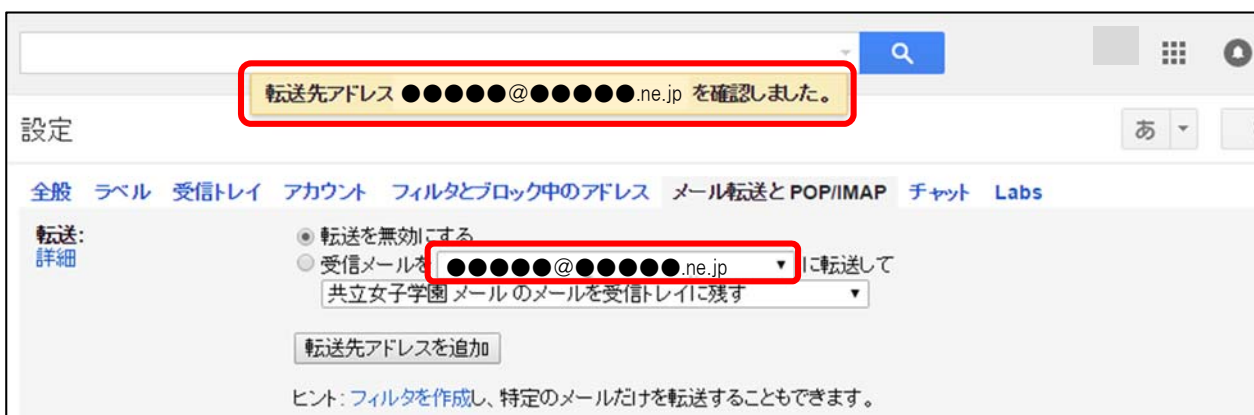 転送先アドレス ●●●●●@●●●●●.ne.jp を確認しました。
設定
あ
全般 ラベル 受信トレイ アカウント フィルタとブロック中のアドレス メール転送と POP/IMAP チャット Labs
転送: 転送を無効にする
詳細 受信メールを ●●●●●@●●●●●.ne.jp に転送して
共立女子学園 メール のメールを受信トレイに残す
転送先アドレスを追加
ヒント: フィルタを作成し、特定のメールだけを転送することもできます。